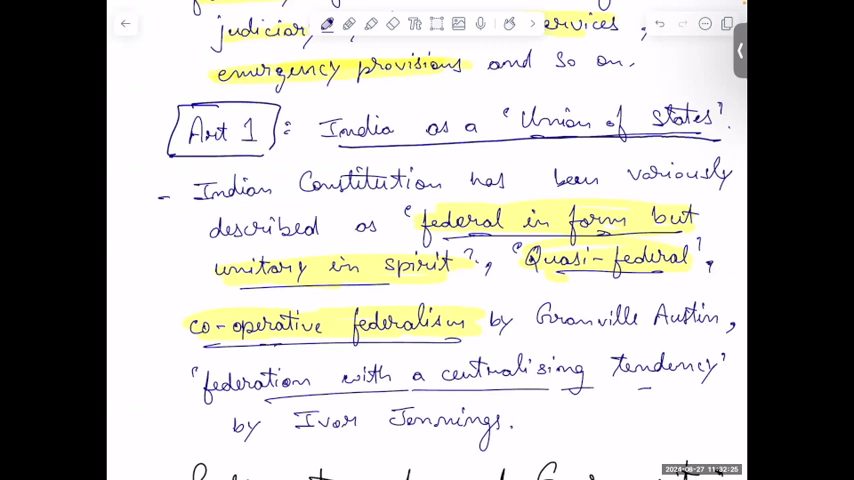 judiciary, services,
emergency provisions and so on.
Art 1 : India as a 'Union of States'.
- Indian Constitution has been variously
described as 'federal in form but
unitary in spirit', 'Quasi-federal',
co-operative federalism by Granville Austin,
'federation with a centralising tendency'
by Ivor Jennings.
2024-08-27 11:32:25